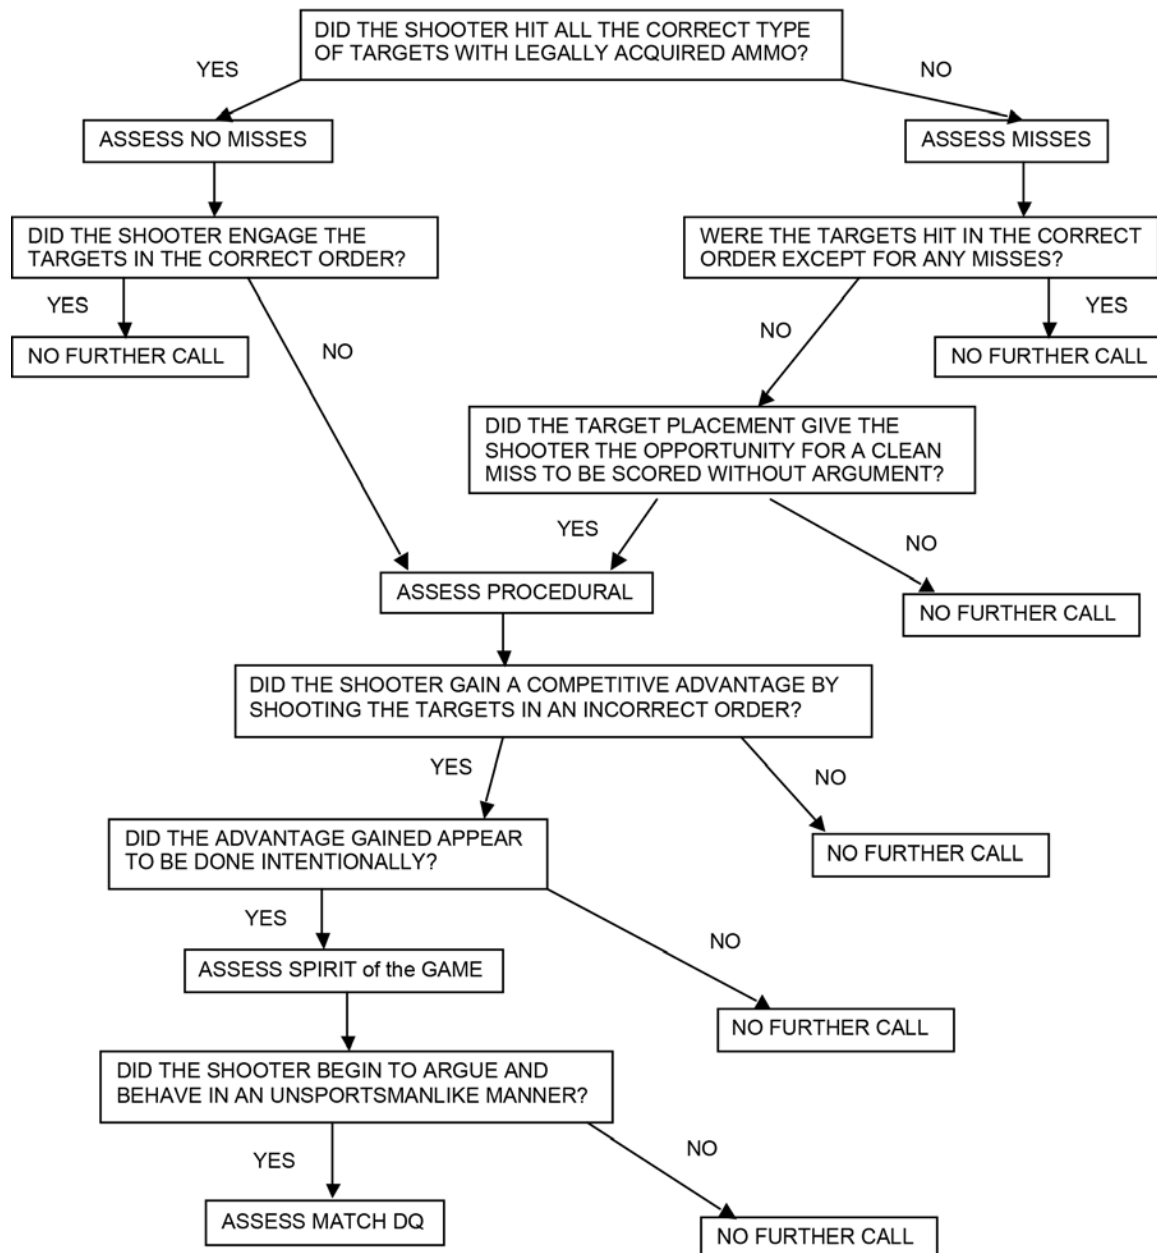 DID THE SHOOTER HIT ALL THE CORRECT TYPE
OF TARGETS WITH LEGALLY ACQUIRED AMMO?
YES
NO
ASSESS NO MISSES
ASSESS MISSES
DID THE SHOOTER ENGAGE THE
TARGETS IN THE CORRECT ORDER?
WERE THE TARGETS HIT IN THE CORRECT
ORDER EXCEPT FOR ANY MISSES?
YES
NO
NO
YES
NO FURTHER CALL
NO FURTHER CALL
DID THE TARGET PLACEMENT GIVE THE
SHOOTER THE OPPORTUNITY FOR A CLEAN
MISS TO BE SCORED WITHOUT ARGUMENT?
YES
NO
ASSESS PROCEDURAL
NO FURTHER CALL
DID THE SHOOTER GAIN A COMPETITIVE ADVANTAGE BY
SHOOTING THE TARGETS IN AN INCORRECT ORDER?
YES
NO
DID THE ADVANTAGE GAINED APPEAR
TO BE DONE INTENTIONALLY?
NO FURTHER CALL
YES
NO
ASSESS SPIRIT of the GAME
NO FURTHER CALL
DID THE SHOOTER BEGIN TO ARGUE AND
BEHAVE IN AN UNSPORTSMANLIKE MANNER?
YES
NO
ASSESS MATCH DQ
NO FURTHER CALL